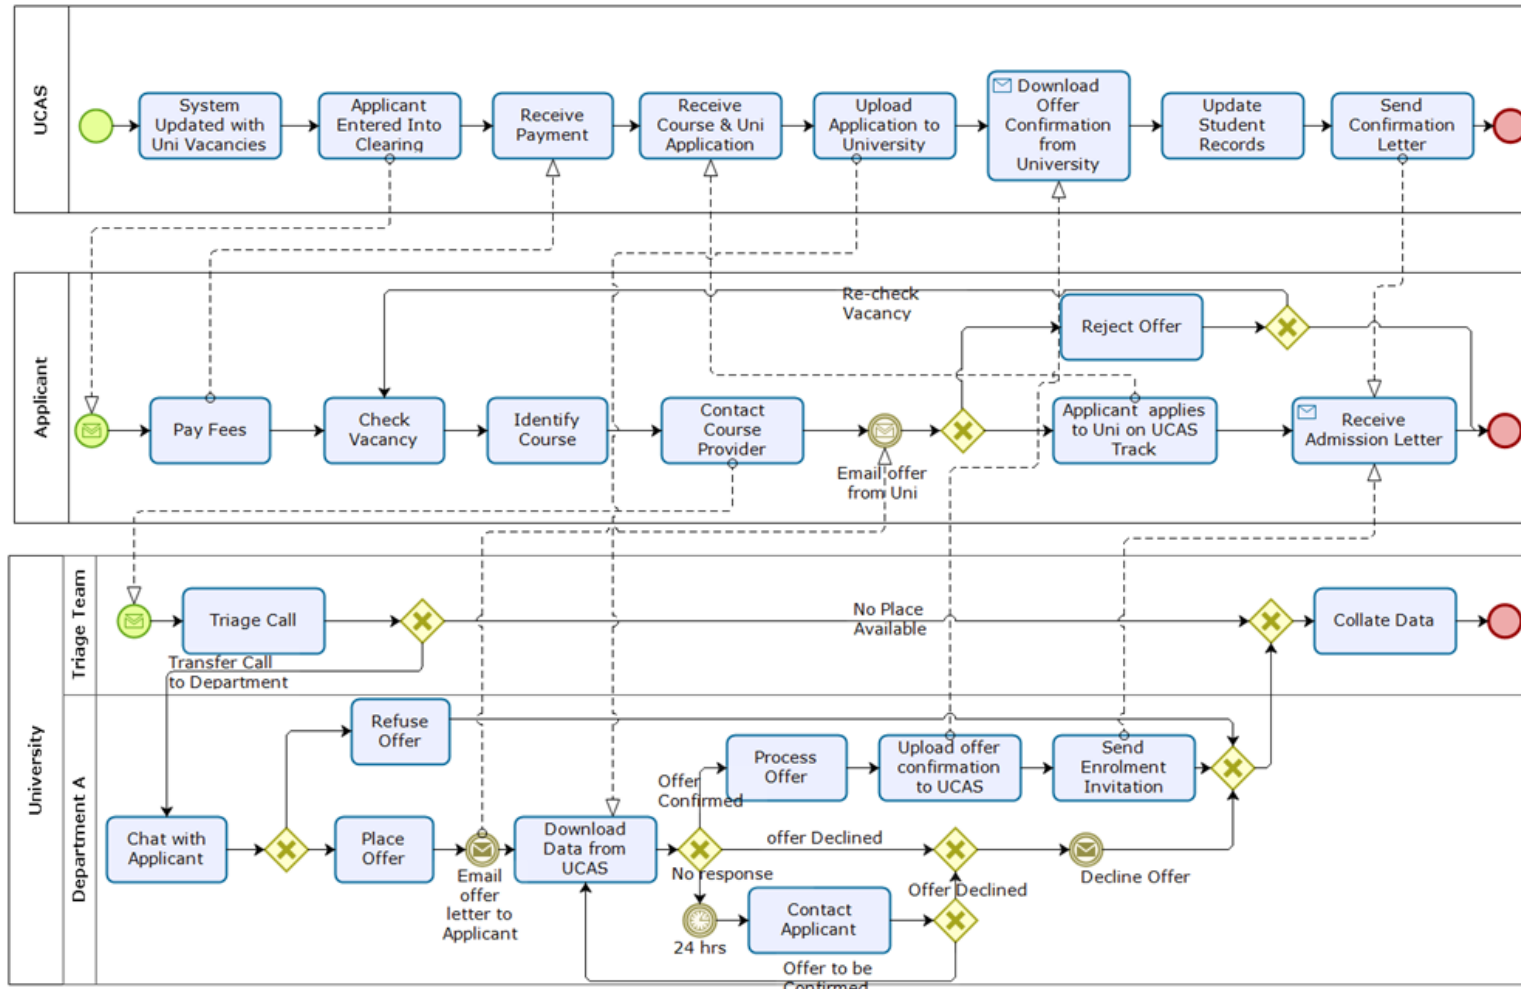 UCAS
System
Updated with
Uni Vacancies
Applicant
Entered Into
Clearing
Receive
Payment
Receive
Course & Uni
Application
Upload
Application to
University
Download
Offer
Confirmation
from
University
Update
Student
Records
Send
Confirmation
Letter
Applicant
Re-check
Vacancy
Reject Offer
Pay Fees
Check
Vacancy
Identify
Course
Contact
Course
Provider
Email offer
from Uni
Applicant applies
to Uni on UCAS
Track
Receive
Admission Letter
University
Triage Team
Triage Call
Transfer Call
to Department
No Place
Available
Collate Data
Department A
Refuse
Offer
Chat with
Applicant
Place
Offer
Email
offer
letter to
Applicant
Download
Data from
UCAS
Offer
Confirmed
Process
Offer
Upload offer
confirmation
to UCAS
Send
Enrolment
Invitation
offer Declined
No response
24 hrs
Contact
Applicant
Offer Declined
Decline Offer
Offer to be
Confirmed